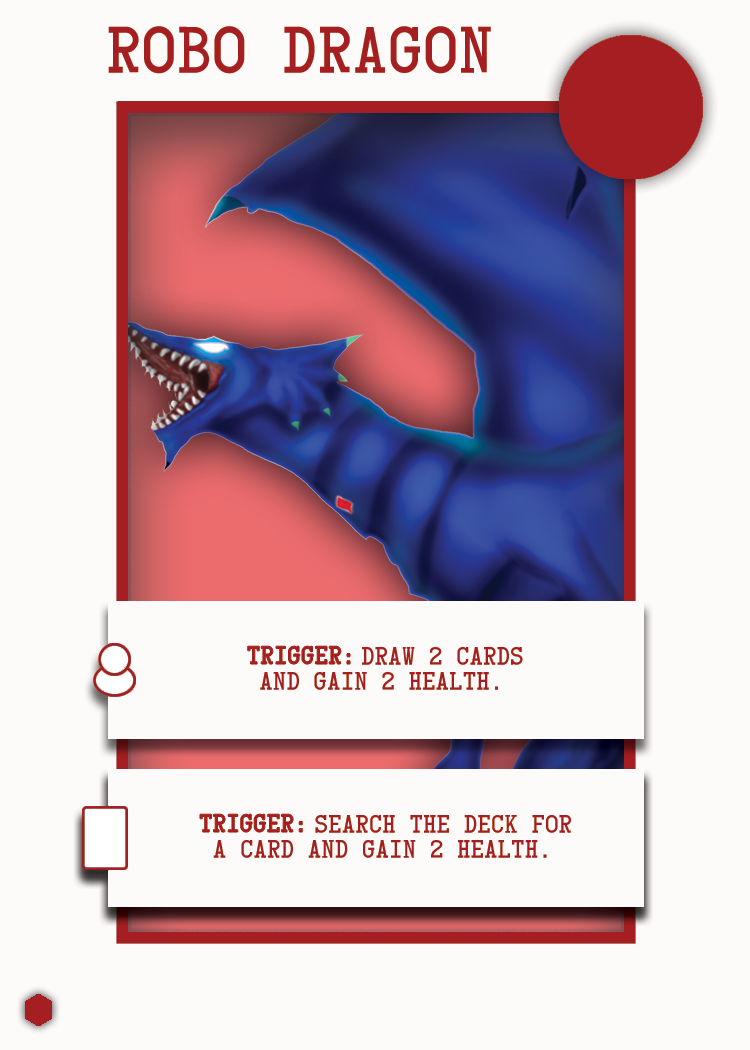 ROBO DRAGON
TRIGGER: DRAW 2 CARDS
AND GAIN 2 HEALTH.
TRIGGER: SEARCH THE DECK FOR
A CARD AND GAIN 2 HEALTH.